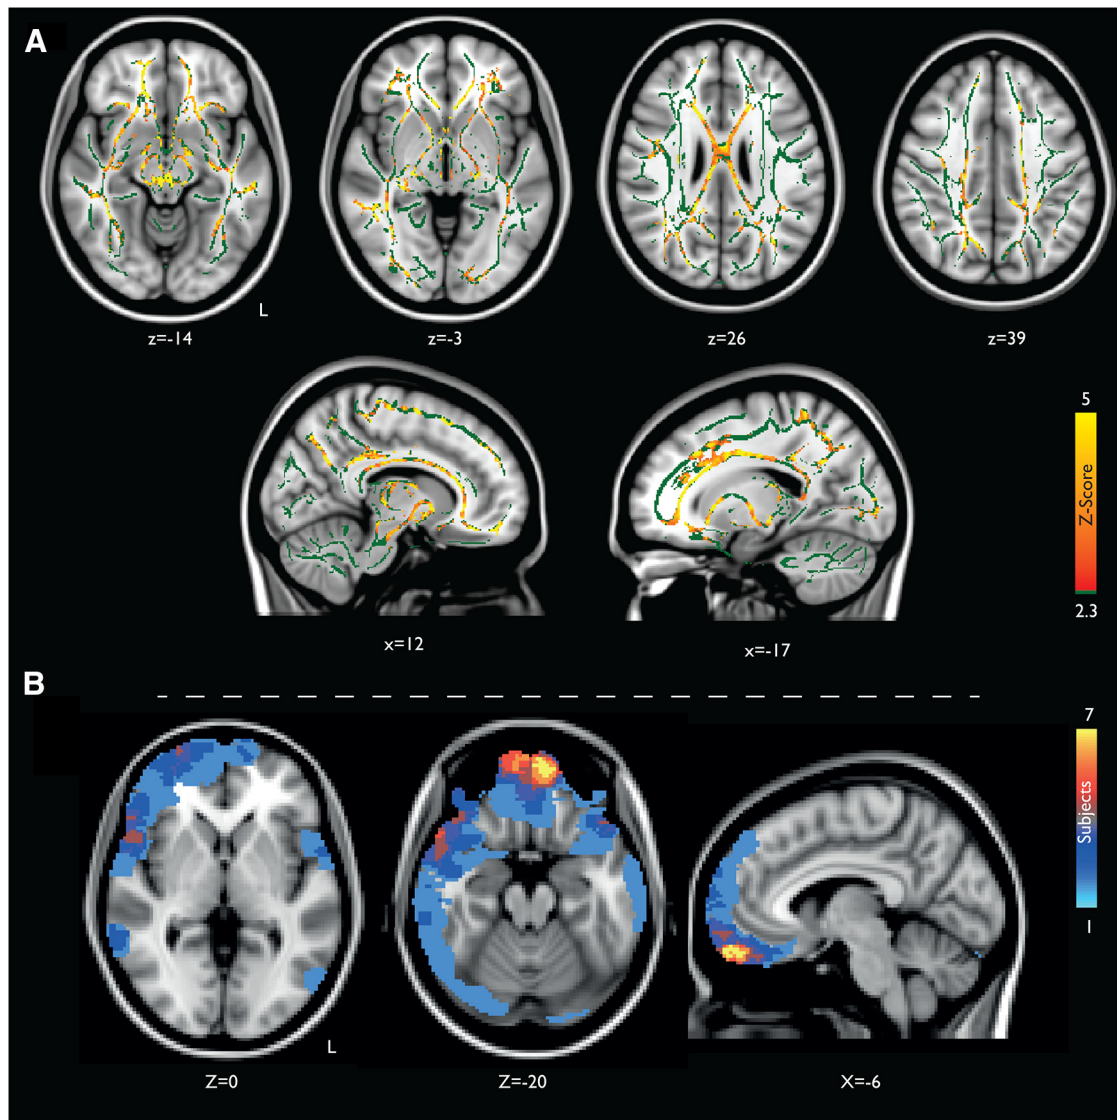 A
L
z=-14
z=-3
z=26
z=39
5
Z-Score
2.3
x=12
x=-17
B
7
Subjects
1
L
Z=0
Z=-20
X=-6